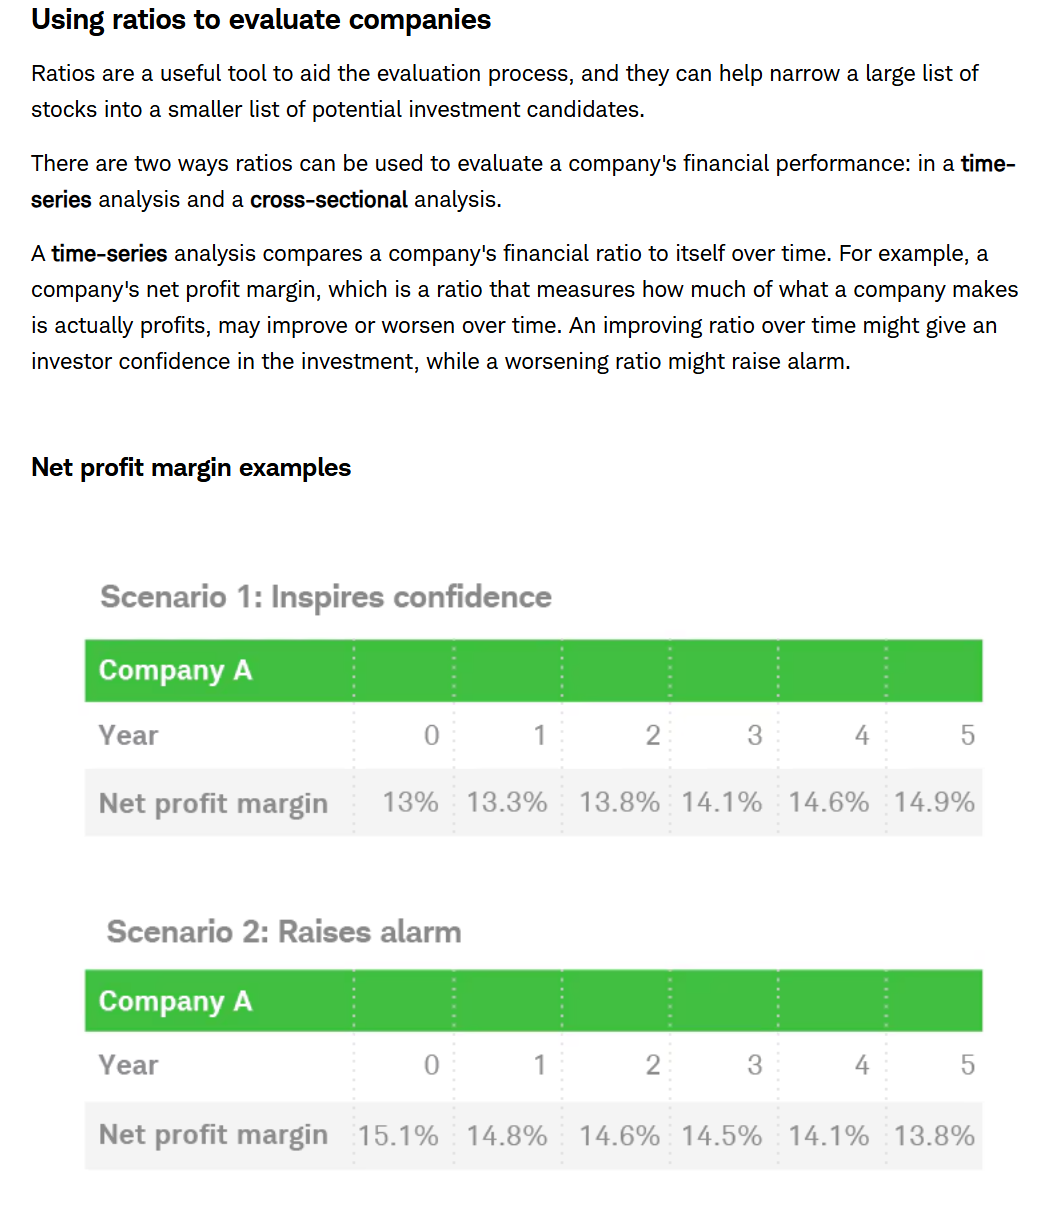 Using ratios to evaluate companies
Ratios are a useful tool to aid the evaluation process, and they can help narrow a large list of
stocks into a smaller list of potential investment candidates.
There are two ways ratios can be used to evaluate a company's financial performance: in a time-
series analysis and a cross-sectional analysis.
A time-series analysis compares a company's financial ratio to itself over time. For example, a
company's net profit margin, which is a ratio that measures how much of what a company makes
is actually profits, may improve or worsen over time. An improving ratio over time might give an
investor confidence in the investment, while a worsening ratio might raise alarm.
Net profit margin examples
Scenario 1: Inspires confidence
Company A
Year 0 1 2 3 4 5
Net profit margin 13% 13.3% 13.8% 14.1% 14.6% 14.9%
Scenario 2: Raises alarm
Company A
Year 0 1 2 3 4 5
Net profit margin 15.1% 14.8% 14.6% 14.5% 14.1% 13.8%